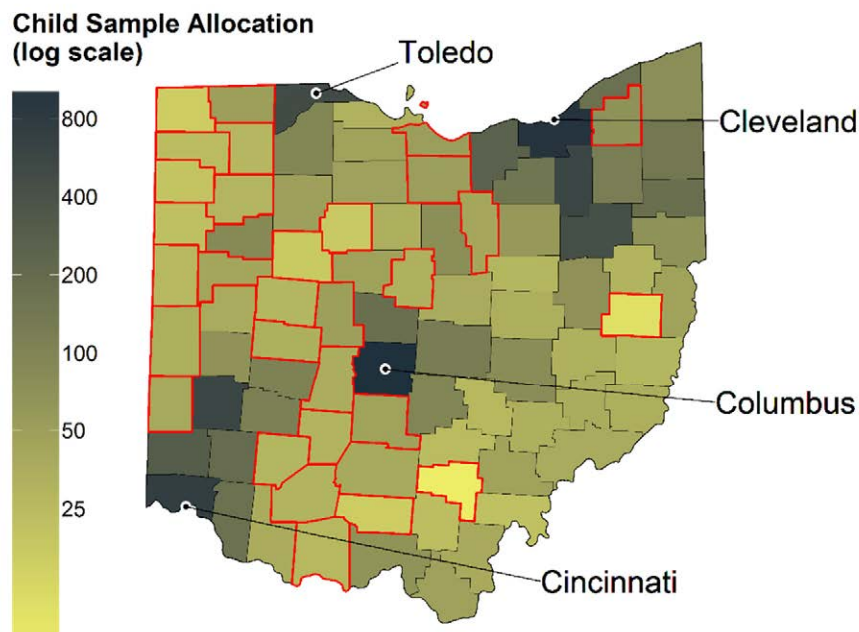 Child Sample Allocation
(log scale)
Toledo
800
Cleveland
400
200
100
Columbus
50
25
Cincinnati